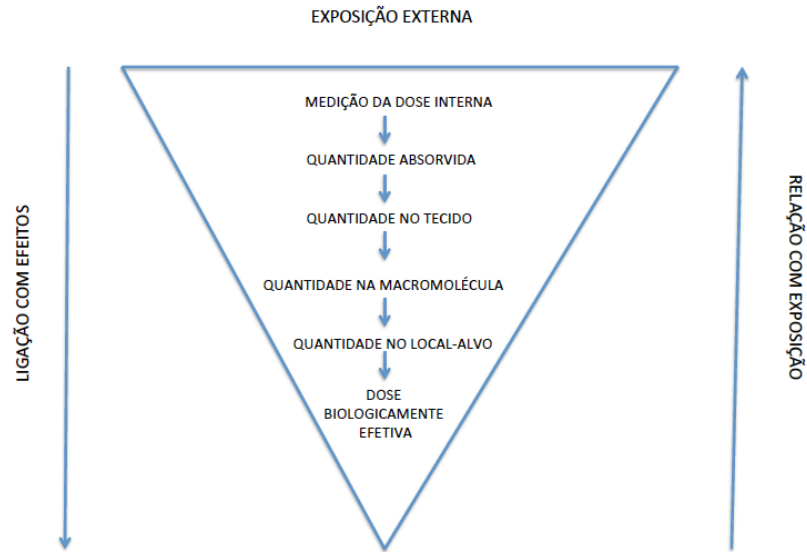 EXPOSIÇÃO EXTERNA
MEDIÇÃO DA DOSE INTERNA
QUANTIDADE ABSORVIDA
QUANTIDADE NO TECIDO
QUANTIDADE NA MACROMOLÉCULA
QUANTIDADE NO LOCAL-ALVO
DOSE
BIOLOGICAMENTE
EFETIVA
LIGAÇÃO COM EFEITOS
RELAÇÃO COM EXPOSIÇÃO